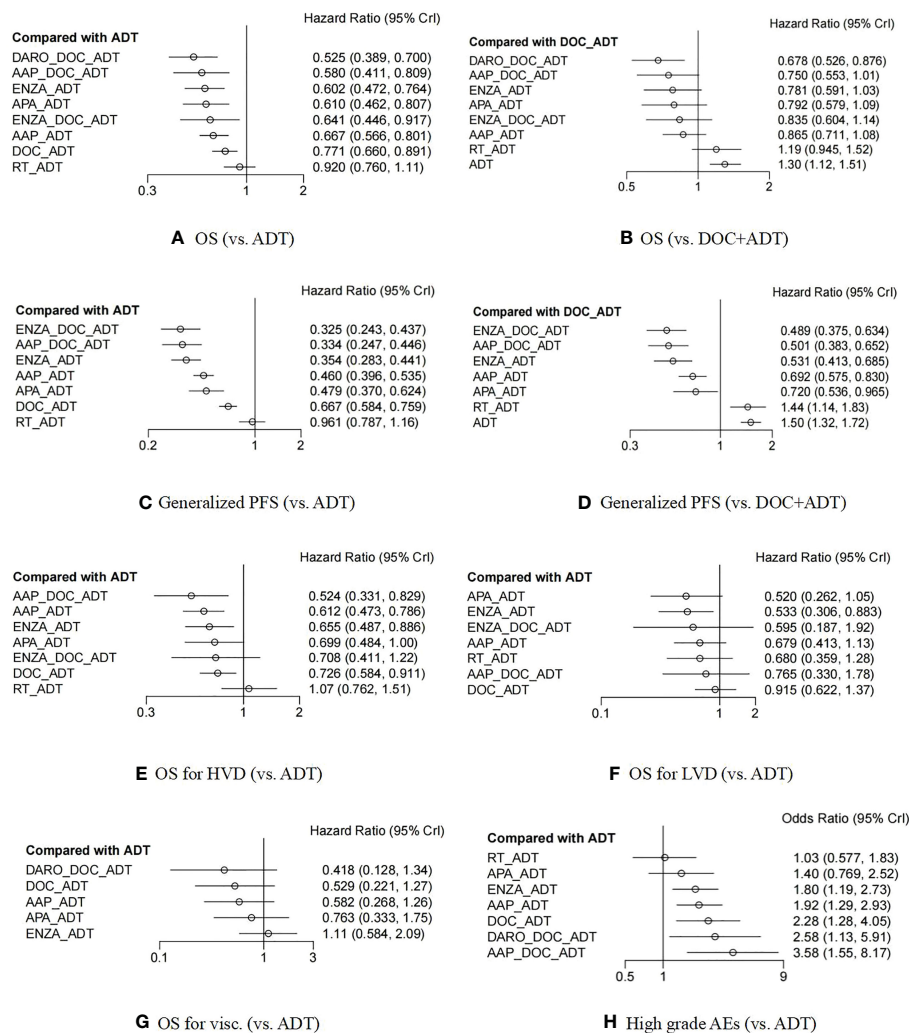 Hazard Ratio (95% CrI)
Compared with ADT
DARO_DOC_ADT 0.525 (0.389, 0.700)
AAP_DOC_ADT 0.580 (0.411, 0.809)
ENZA_ADT 0.602 (0.472, 0.764)
APA_ADT 0.610 (0.462, 0.807)
ENZA_DOC_ADT 0.641 (0.446, 0.917)
AAP_ADT 0.667 (0.566, 0.801)
DOC_ADT 0.771 (0.660, 0.891)
RT_ADT 0.920 (0.760, 1.11)
0.3 1 2
A OS (vs. ADT)
Hazard Ratio (95% CrI)
Compared with DOC_ADT
DARO_DOC_ADT 0.678 (0.526, 0.876)
AAP_DOC_ADT 0.750 (0.553, 1.01)
ENZA_ADT 0.781 (0.591, 1.03)
APA_ADT 0.792 (0.579, 1.09)
ENZA_DOC_ADT 0.835 (0.604, 1.14)
AAP_ADT 0.865 (0.711, 1.08)
RT_ADT 1.19 (0.945, 1.52)
ADT 1.30 (1.12, 1.51)
0.5 1 2
B OS (vs. DOC+ADT)
Hazard Ratio (95% CrI)
Compared with ADT
ENZA_DOC_ADT 0.325 (0.243, 0.437)
AAP_DOC_ADT 0.334 (0.247, 0.446)
ENZA_ADT 0.354 (0.283, 0.441)
AAP_ADT 0.460 (0.396, 0.535)
APA_ADT 0.479 (0.370, 0.624)
DOC_ADT 0.667 (0.584, 0.759)
RT_ADT 0.961 (0.787, 1.16)
0.2 1 2
C Generalized PFS (vs. ADT)
Hazard Ratio (95% CrI)
Compared with DOC_ADT
ENZA_DOC_ADT 0.489 (0.375, 0.634)
AAP_DOC_ADT 0.501 (0.383, 0.652)
ENZA_ADT 0.531 (0.413, 0.685)
AAP_ADT 0.692 (0.575, 0.830)
APA_ADT 0.720 (0.536, 0.965)
RT_ADT 1.44 (1.14, 1.83)
ADT 1.50 (1.32, 1.72)
0.3 1 2
D Generalized PFS (vs. DOC+ADT)
Hazard Ratio (95% CrI)
Compared with ADT
AAP_DOC_ADT 0.524 (0.331, 0.829)
AAP_ADT 0.612 (0.473, 0.786)
ENZA_ADT 0.655 (0.487, 0.886)
APA_ADT 0.699 (0.484, 1.00)
ENZA_DOC_ADT 0.708 (0.411, 1.22)
DOC_ADT 0.726 (0.584, 0.911)
RT_ADT 1.07 (0.762, 1.51)
0.3 1 2
E OS for HVD (vs. ADT)
Hazard Ratio (95% CrI)
Compared with ADT
APA_ADT 0.520 (0.262, 1.05)
ENZA_ADT 0.533 (0.306, 0.883)
ENZA_DOC_ADT 0.595 (0.187, 1.92)
AAP_ADT 0.679 (0.413, 1.13)
RT_ADT 0.680 (0.359, 1.28)
AAP_DOC_ADT 0.765 (0.330, 1.78)
DOC_ADT 0.915 (0.622, 1.37)
0.1 1 2
F OS for LVD (vs. ADT)
Hazard Ratio (95% CrI)
Compared with ADT
DARO_DOC_ADT 0.418 (0.128, 1.34)
DOC_ADT 0.529 (0.221, 1.27)
AAP_ADT 0.582 (0.268, 1.26)
APA_ADT 0.763 (0.333, 1.75)
ENZA_ADT 1.11 (0.584, 2.09)
0.1 1 3
G OS for visc. (vs. ADT)
Odds Ratio (95% CrI)
Compared with ADT
RT_ADT 1.03 (0.577, 1.83)
APA_ADT 1.40 (0.769, 2.52)
ENZA_ADT 1.80 (1.19, 2.73)
AAP_ADT 1.92 (1.29, 2.93)
DOC_ADT 2.28 (1.28, 4.05)
DARO_DOC_ADT 2.58 (1.13, 5.91)
AAP_DOC_ADT 3.58 (1.55, 8.17)
0.5 1 9
H High grade AEs (vs. ADT)